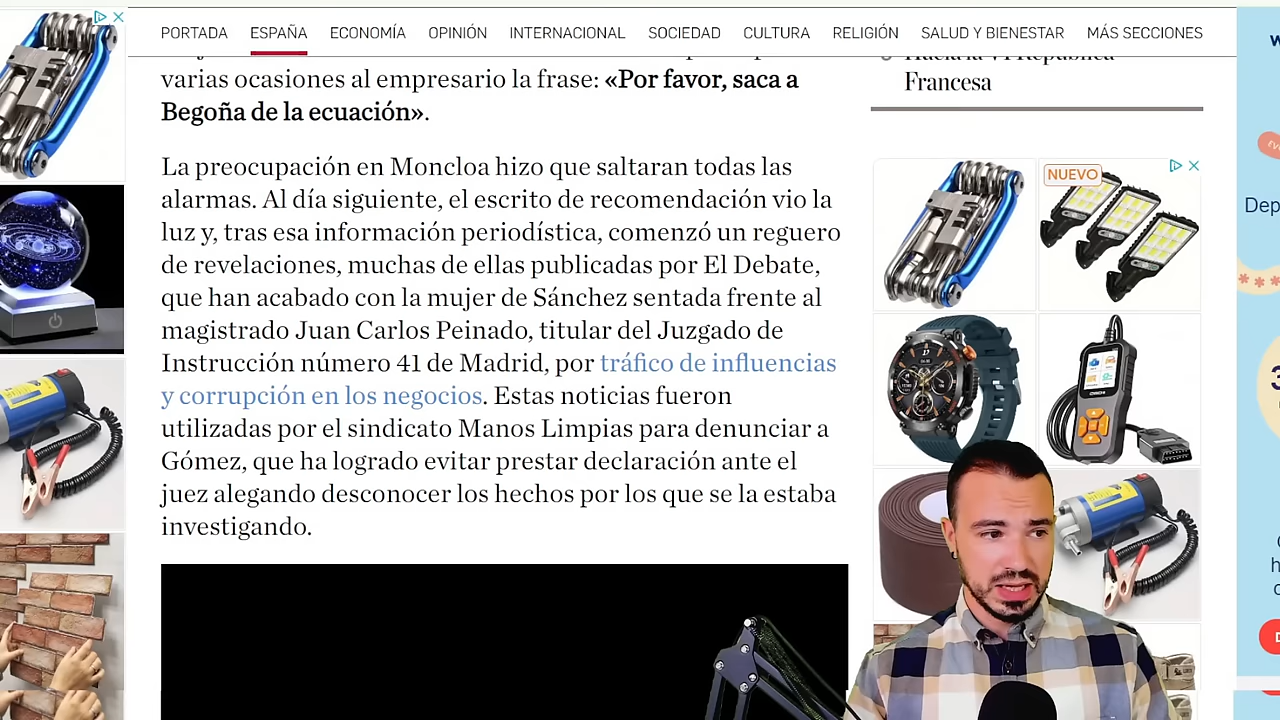 PORTADA ESPAÑA ECONOMÍA OPINIÓN INTERNACIONAL SOCIEDAD CULTURA RELIGIÓN SALUD Y BIENESTAR MÁS SECCIONES
varias ocasiones al empresario la frase: «Por favor, saca a
Begoña de la ecuación».
La preocupación en Moncloa hizo que saltaran todas las
alarmas. Al día siguiente, el escrito de recomendación vio la
luz y, tras esa información periodística, comenzó un reguero
de revelaciones, muchas de ellas publicadas por El Debate,
que han acabado con la mujer de Sánchez sentada frente al
magistrado Juan Carlos Peinado, titular del Juzgado de
Instrucción número 41 de Madrid, por tráfico de influencias
y corrupción en los negocios. Estas noticias fueron
utilizadas por el sindicato Manos Limpias para denunciar a
Gómez, que ha logrado evitar prestar declaración ante el
juez alegando desconocer los hechos por los que se la estaba
investigando.
Hacia la VI República
Francesa
NUEVO
Dep